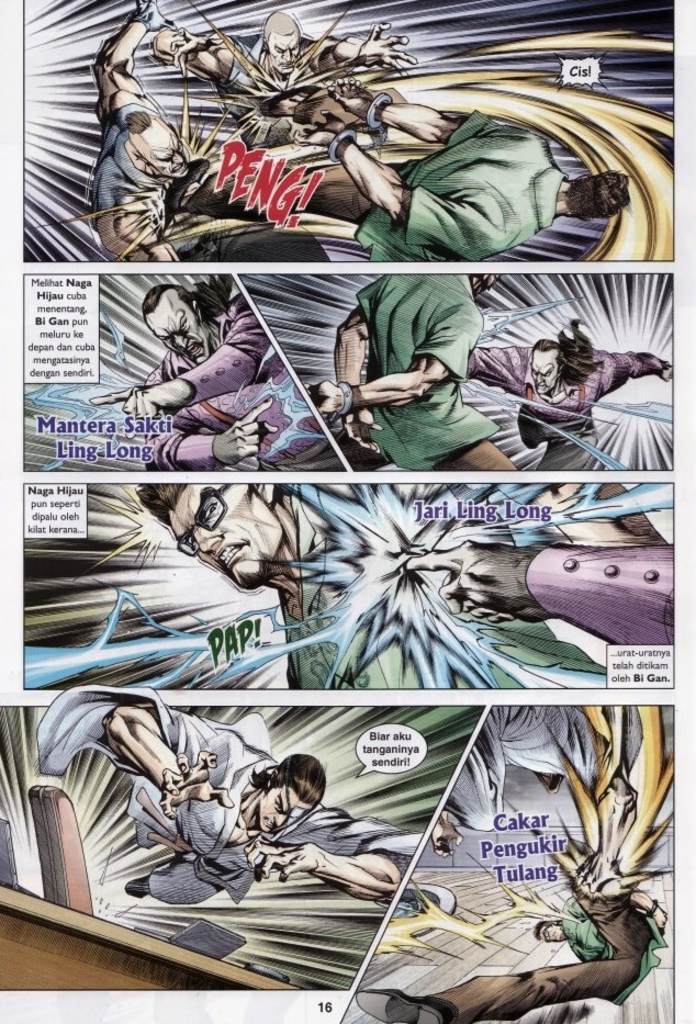 Cis!
PENG!
Melihat Naga
Hijau cuba
menentang,
Bi Gan pun
meluru ke
depan dan cuba
mengatasinya
dengan sendiri.
Mantera Sakti
Ling Long
Naga Hijau
pun seperti
dipalu oleh
kilat kerana...
Jari Ling Long
PAP!
...urat-uratnya
telah ditikam
oleh Bi Gan.
Biar aku
tanganinya
sendiri!
Cakar
Pengukir
Tulang
16